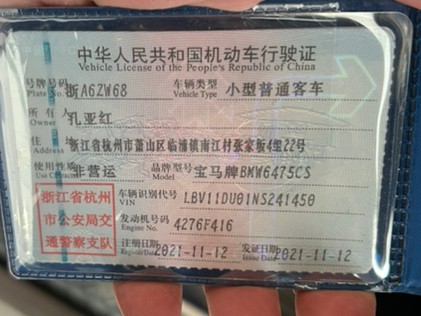 中华人民共和国机动车行驶证
Vehicle License of the People's Republic of China
号牌号码 浙A6ZW68 车辆类型 小型普通客车
Plate No. Vehicle Type
所有人 孔亚红
Owner
住址 浙江省杭州市萧山区临浦镇南江村张家坂4组22号
使用性质 非营运 品牌型号 宝马牌BMW6475CS
Use Character Model
浙江省杭州
市公安局交
通警察支队
车辆识别代号 LBV11DU01NS241450
VIN
发动机号码 4276F416
Engine No.
注册日期 2021-11-12 发证日期 2021-11-12
Register Date Issue Date